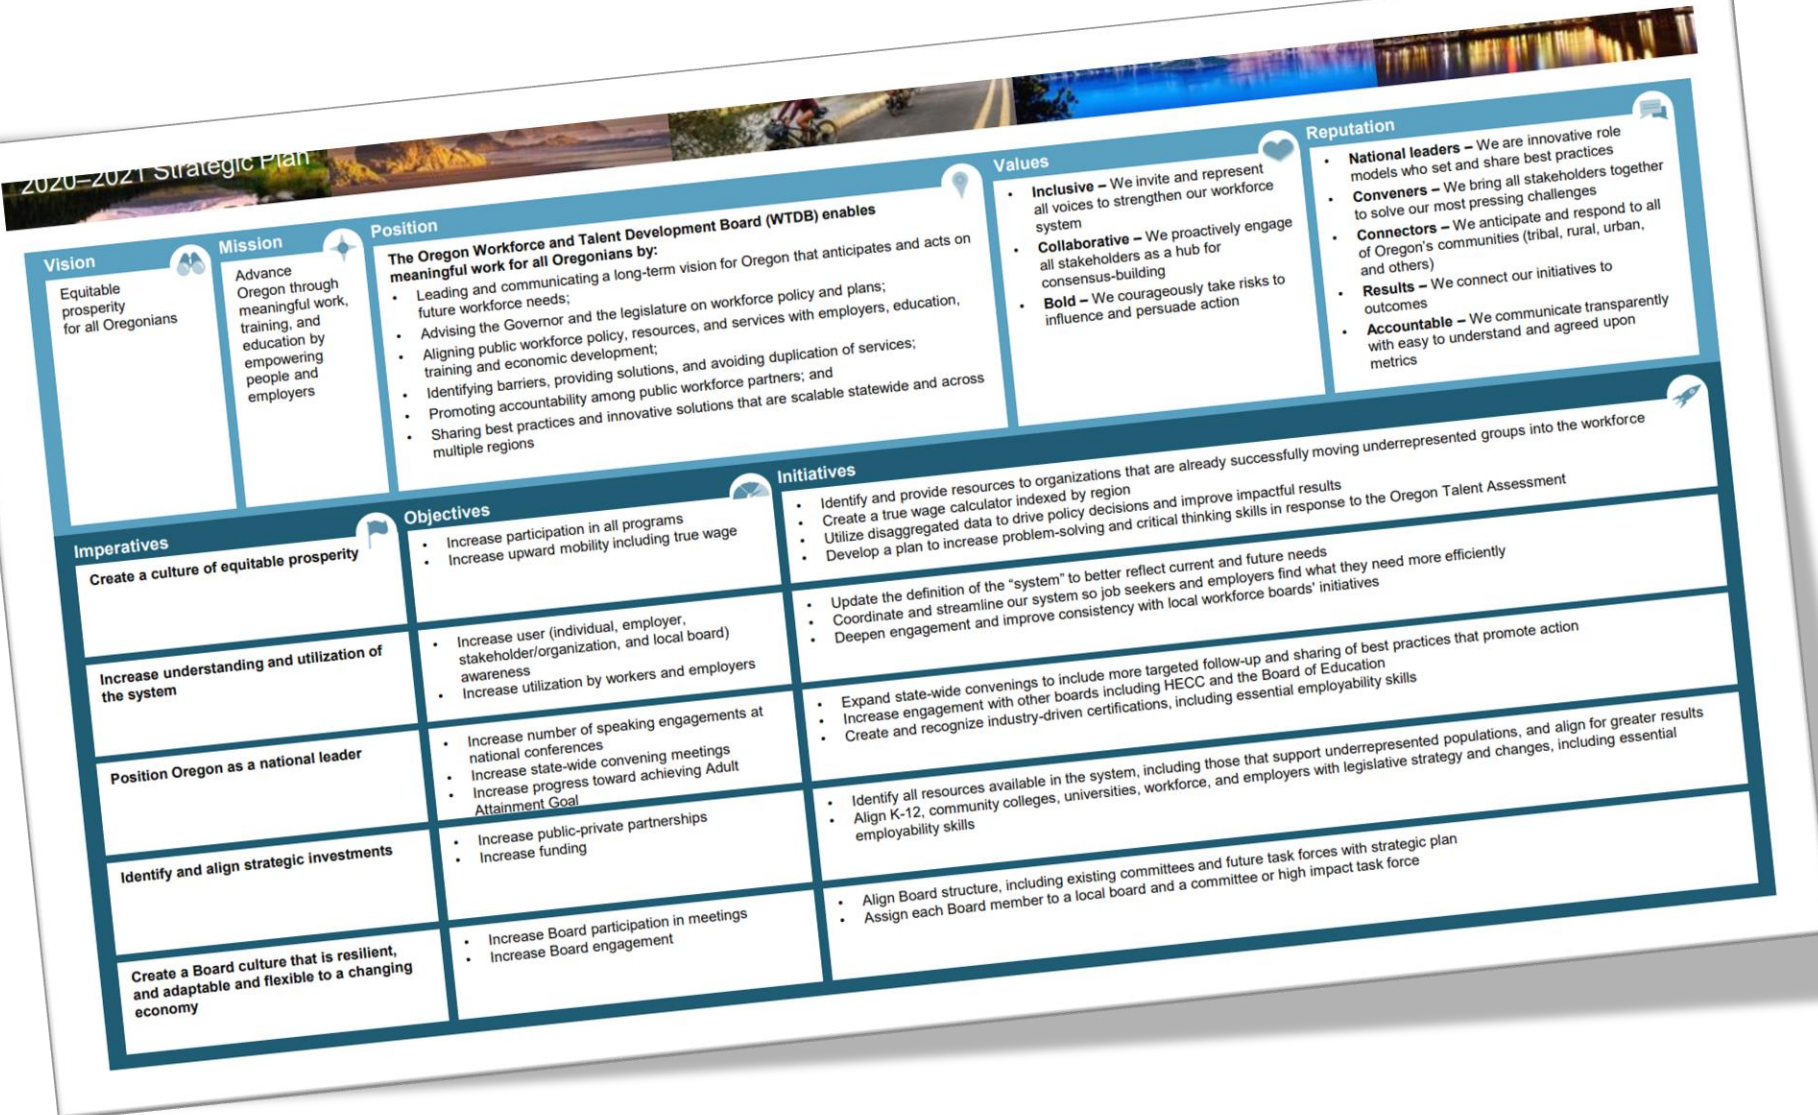 2020–2021 Strategic Plan
Vision
Equitable
prosperity
for all Oregonians
Mission
Advance
Oregon through
meaningful work,
training, and
education by
empowering
people and
employers
Position
The Oregon Workforce and Talent Development Board (WTDB) enables
meaningful work for all Oregonians by:
• Leading and communicating a long-term vision for Oregon that anticipates and acts on
future workforce needs;
• Advising the Governor and the legislature on workforce policy and plans;
• Aligning public workforce policy, resources, and services with employers, education,
training and economic development;
• Identifying barriers, providing solutions, and avoiding duplication of services;
• Promoting accountability among public workforce partners; and
• Sharing best practices and innovative solutions that are scalable statewide and across
multiple regions
Values
• Inclusive – We invite and represent
all voices to strengthen our workforce
system
• Collaborative – We proactively engage
all stakeholders as a hub for
consensus-building
• Bold – We courageously take risks to
influence and persuade action
Reputation
• National leaders – We are innovative role
models who set and share best practices
• Conveners – We bring all stakeholders together
to solve our most pressing challenges
• Connectors – We anticipate and respond to all
of Oregon's communities (tribal, rural, urban,
and others)
• Results – We connect our initiatives to
outcomes
• Accountable – We communicate transparently
with easy to understand and agreed upon
metrics
Imperatives
Objectives
Initiatives
Create a culture of equitable prosperity
• Increase participation in all programs
• Increase upward mobility including true wage
• Identify and provide resources to organizations that are already successfully moving underrepresented groups into the workforce
• Create a true wage calculator indexed by region
• Utilize disaggregated data to drive policy decisions and improve impactful results
• Develop a plan to increase problem-solving and critical thinking skills in response to the Oregon Talent Assessment
Increase understanding and utilization of
the system
• Increase user (individual, employer,
stakeholder/organization, and local board)
awareness
• Increase utilization by workers and employers
• Update the definition of the “system” to better reflect current and future needs
• Coordinate and streamline our system so job seekers and employers find what they need more efficiently
• Deepen engagement and improve consistency with local workforce boards' initiatives
Position Oregon as a national leader
• Increase number of speaking engagements at
national conferences
• Increase state-wide convening meetings
• Increase progress toward achieving Adult
Attainment Goal
• Expand state-wide convenings to include more targeted follow-up and sharing of best practices that promote action
• Increase engagement with other boards including HECC and the Board of Education
• Create and recognize industry-driven certifications, including essential employability skills
Identify and align strategic investments
• Increase public-private partnerships
• Increase funding
• Identify all resources available in the system, including those that support underrepresented populations, and align for greater results
• Align K-12, community colleges, universities, workforce, and employers with legislative strategy and changes, including essential
employability skills
Create a Board culture that is resilient,
and adaptable and flexible to a changing
economy
• Increase Board participation in meetings
• Increase Board engagement
• Align Board structure, including existing committees and future task forces with strategic plan
• Assign each Board member to a local board and a committee or high impact task force